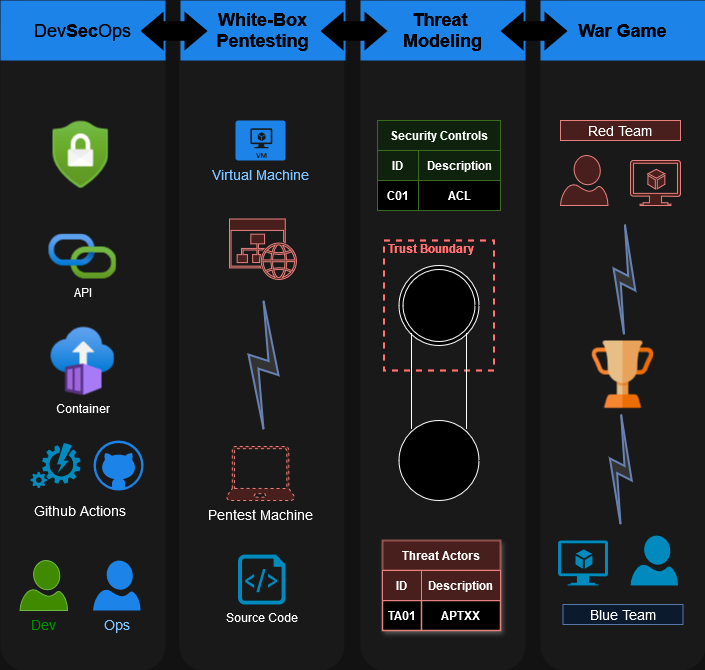 DevSecOps
White-Box
Pentesting
Threat
Modeling
War Game
API
Container
Github Actions
Dev
Ops
VM
Virtual Machine
Pentest Machine
Source Code
Security Controls
ID Description
C01 ACL
Trust Boundary
Threat Actors
ID Description
TA01 APTXX
Red Team
Blue Team